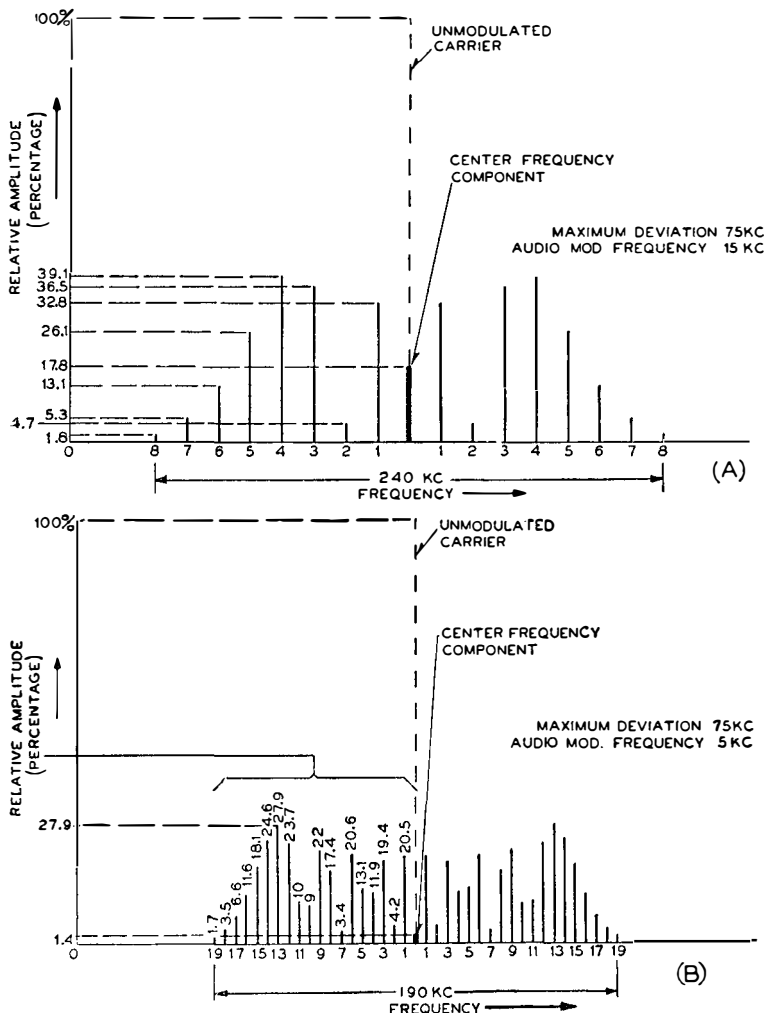 100%
UNMODULATED
CARRIER
RELATIVE AMPLITUDE
(PERCENTAGE)
CENTER FREQUENCY
COMPONENT
MAXIMUM DEVIATION 75KC
AUDIO MOD FREQUENCY 15 KC
39.1
36.5
32.8
26.1
17.8
13.1
5.3
4.7
1.6
0 8 7 6 5 4 3 2 1 1 2 3 4 5 6 7 8
(A)
240 KC
FREQUENCY
100%
UNMODULATED
CARRIER
RELATIVE AMPLITUDE
(PERCENTAGE)
CENTER FREQUENCY
COMPONENT
MAXIMUM DEVIATION 75KC
AUDIO MOD. FREQUENCY 5 KC
27.9
1.7 3.5 6.6 11.6 18.1 24.6 27.9 23.7 10 9 22 17.4 3.4 20.6 13.1 11.9 19.4 4.2 20.5
1.4
0 19 17 15 13 11 9 7 5 3 1 1 3 5 7 9 11 13 15 17 19
(B)
190 KC
FREQUENCY